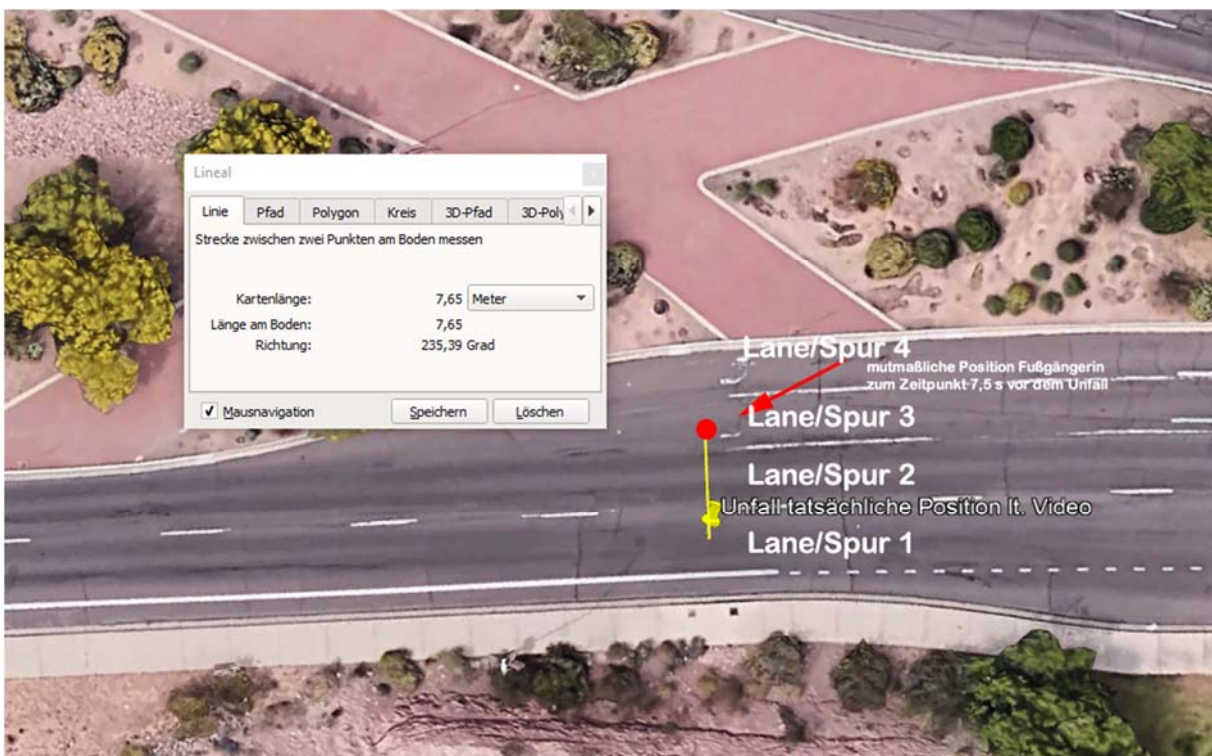 Lineal
Linie Pfad Polygon Kreis 3D-Pfad 3D-Poly
Strecke zwischen zwei Punkten am Boden messen
Kartenlänge: 7,65 Meter
Länge am Boden: 7,65
Richtung: 235,39 Grad
Mausnavigation Speichern Löschen
Lane/Spur 4
mutmaßliche Position Fußgängerin
zum Zeitpunkt 7,5 s vor dem Unfall
Lane/Spur 3
Lane/Spur 2
Unfall tatsächliche Position lt. Video
Lane/Spur 1